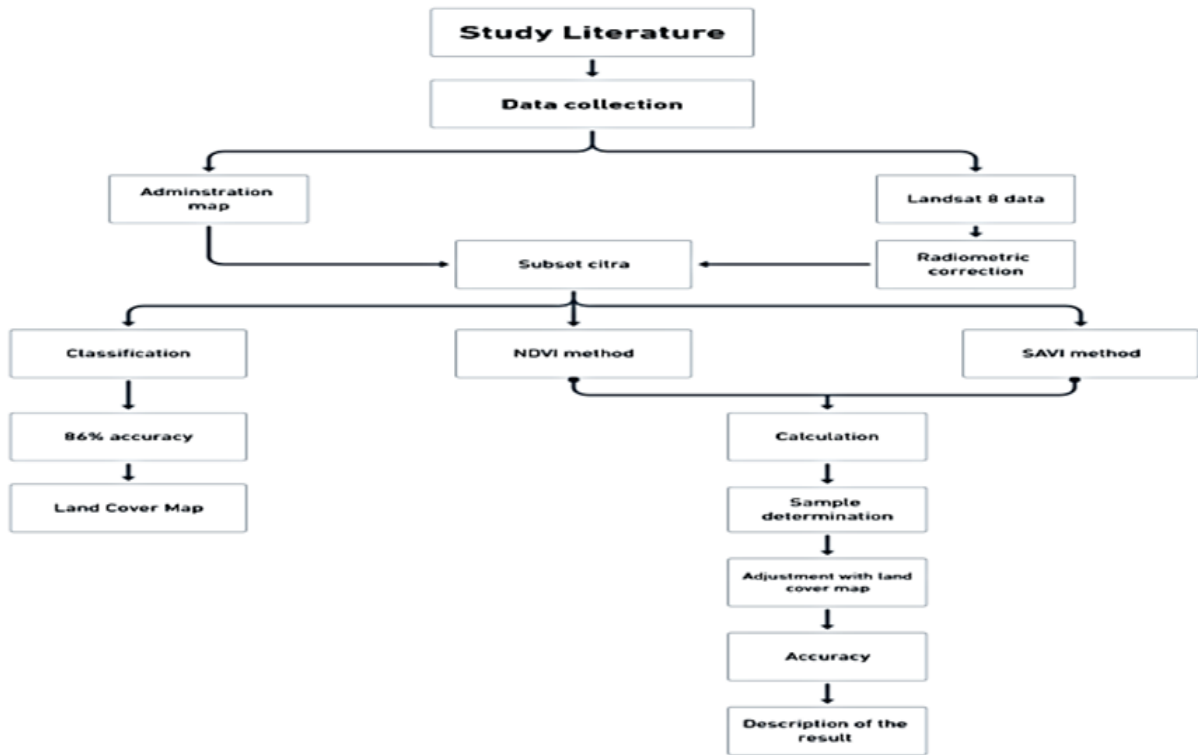 Study Literature
Data collection
Adminstration
map
Landsat 8 data
Subset citra
Radiometric
correction
Classification
NDVI method
SAVI method
86% accuracy
Calculation
Land Cover Map
Sample
determination
Adjustment with land
cover map
Accuracy
Description of the
result